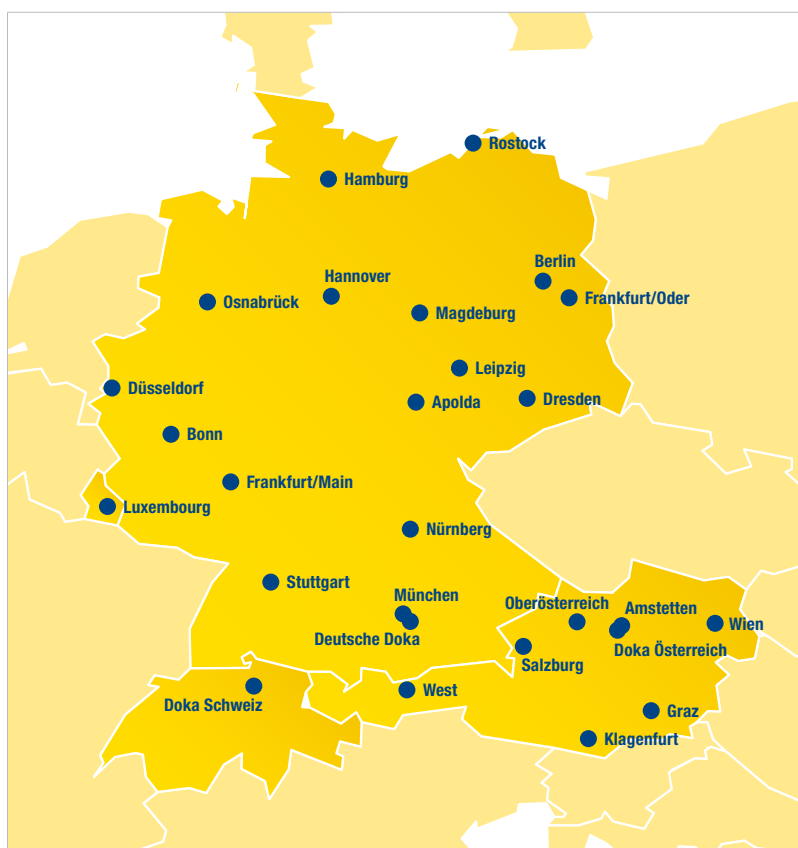 Rostock
Hamburg
Berlin
Hannover
Frankfurt/Oder
Osnabrück
Magdeburg
Leipzig
Düsseldorf
Apolda
Dresden
Bonn
Frankfurt/Main
Luxembourg
Nürnberg
Stuttgart
München
Oberösterreich
Amstetten
Wien
Deutsche Doka
Doka Österreich
Salzburg
West
Doka Schweiz
Graz
Klagenfurt